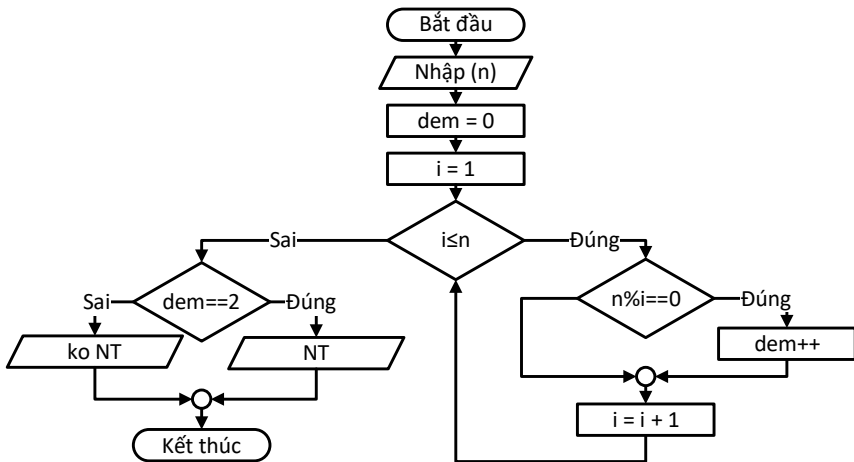 Bắt đầu
Nhập (n)
dem = 0
i = 1
i≤n
Sai
Đúng
dem==2
Sai
Đúng
n%i==0
Đúng
ko NT
NT
dem++
i = i + 1
Kết thúc